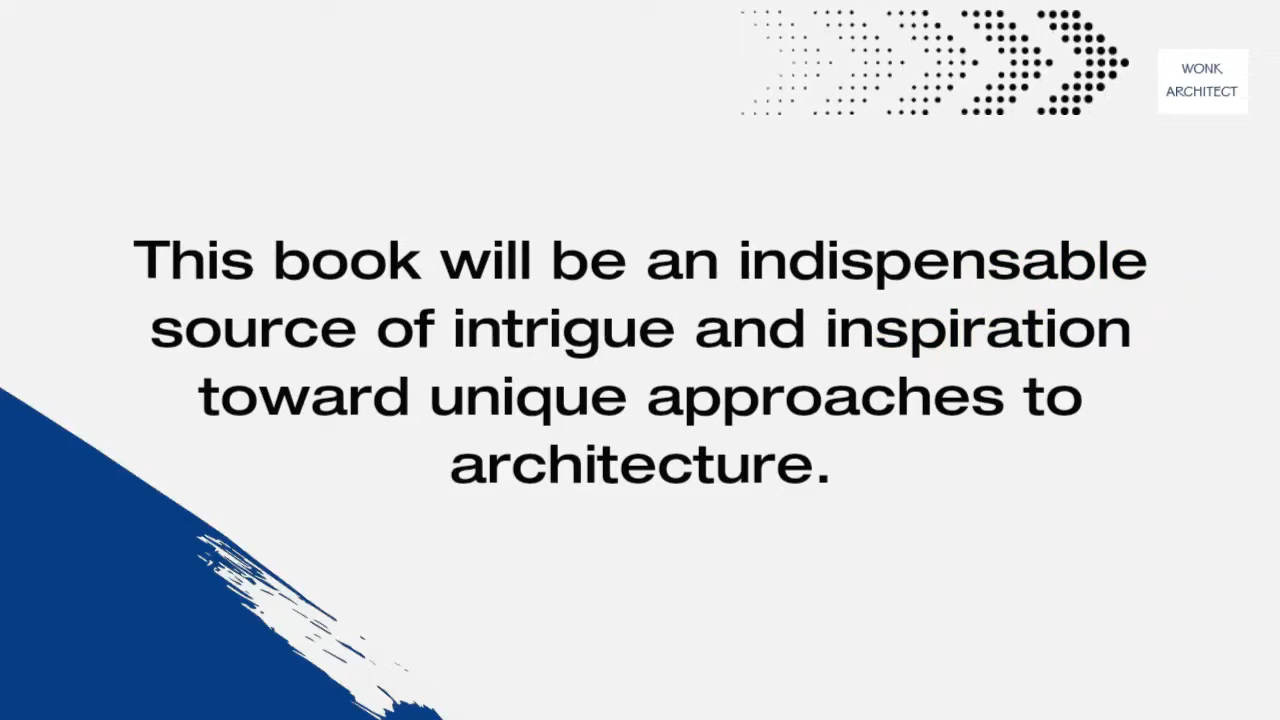 WONK
ARCHITECT
This book will be an indispensable
source of intrigue and inspiration
toward unique approaches to
architecture.